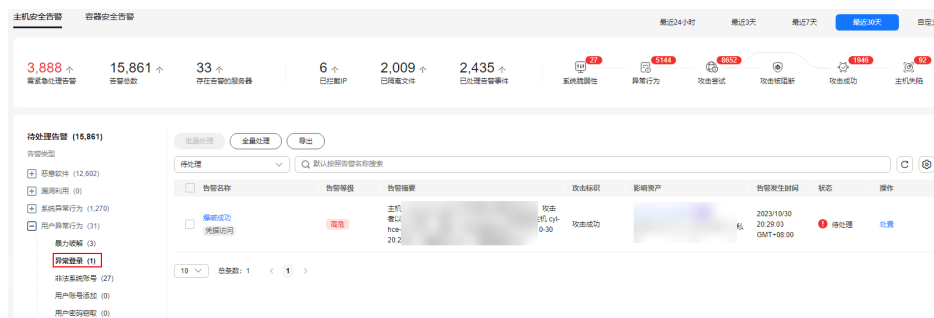 主机安全告警 容器安全告警
最近24小时 最近3天 最近7天 最近30天 自定
3,888 15,861 33 6 2,009 2,435
需紧急处理告警 告警总数 存在告警的服务器 已拦截IP 已隔离文件 已处理告警事件
27 5144 8652 1946 92
系统脆弱性 异常行为 攻击尝试 攻击被阻断 攻击成功 主机失陷
待处理告警 (15,861)
批量处理 全量处理 导出
告警类型
待处理 默认按照告警名称搜索
恶意软件 (12,602)
告警名称 告警等级 告警摘要 攻击标识 影响资产 告警发生时间 状态 操作
漏洞利用 (0)
系统异常行为 (1,270)
用户异常行为 (31)
爆破成功
凭据访问
高危
主机 攻击
者以 主机 cyl-
hce- 0-30
20:2
攻击成功
私
2023/10/30
20:29:03
GMT+08:00
待处理
处置
暴力破解 (3)
异常登录 (1)
非法系统账号 (27)
用户账号添加 (0)
用户密码窃取 (0)
10 总条数: 1 < 1 >